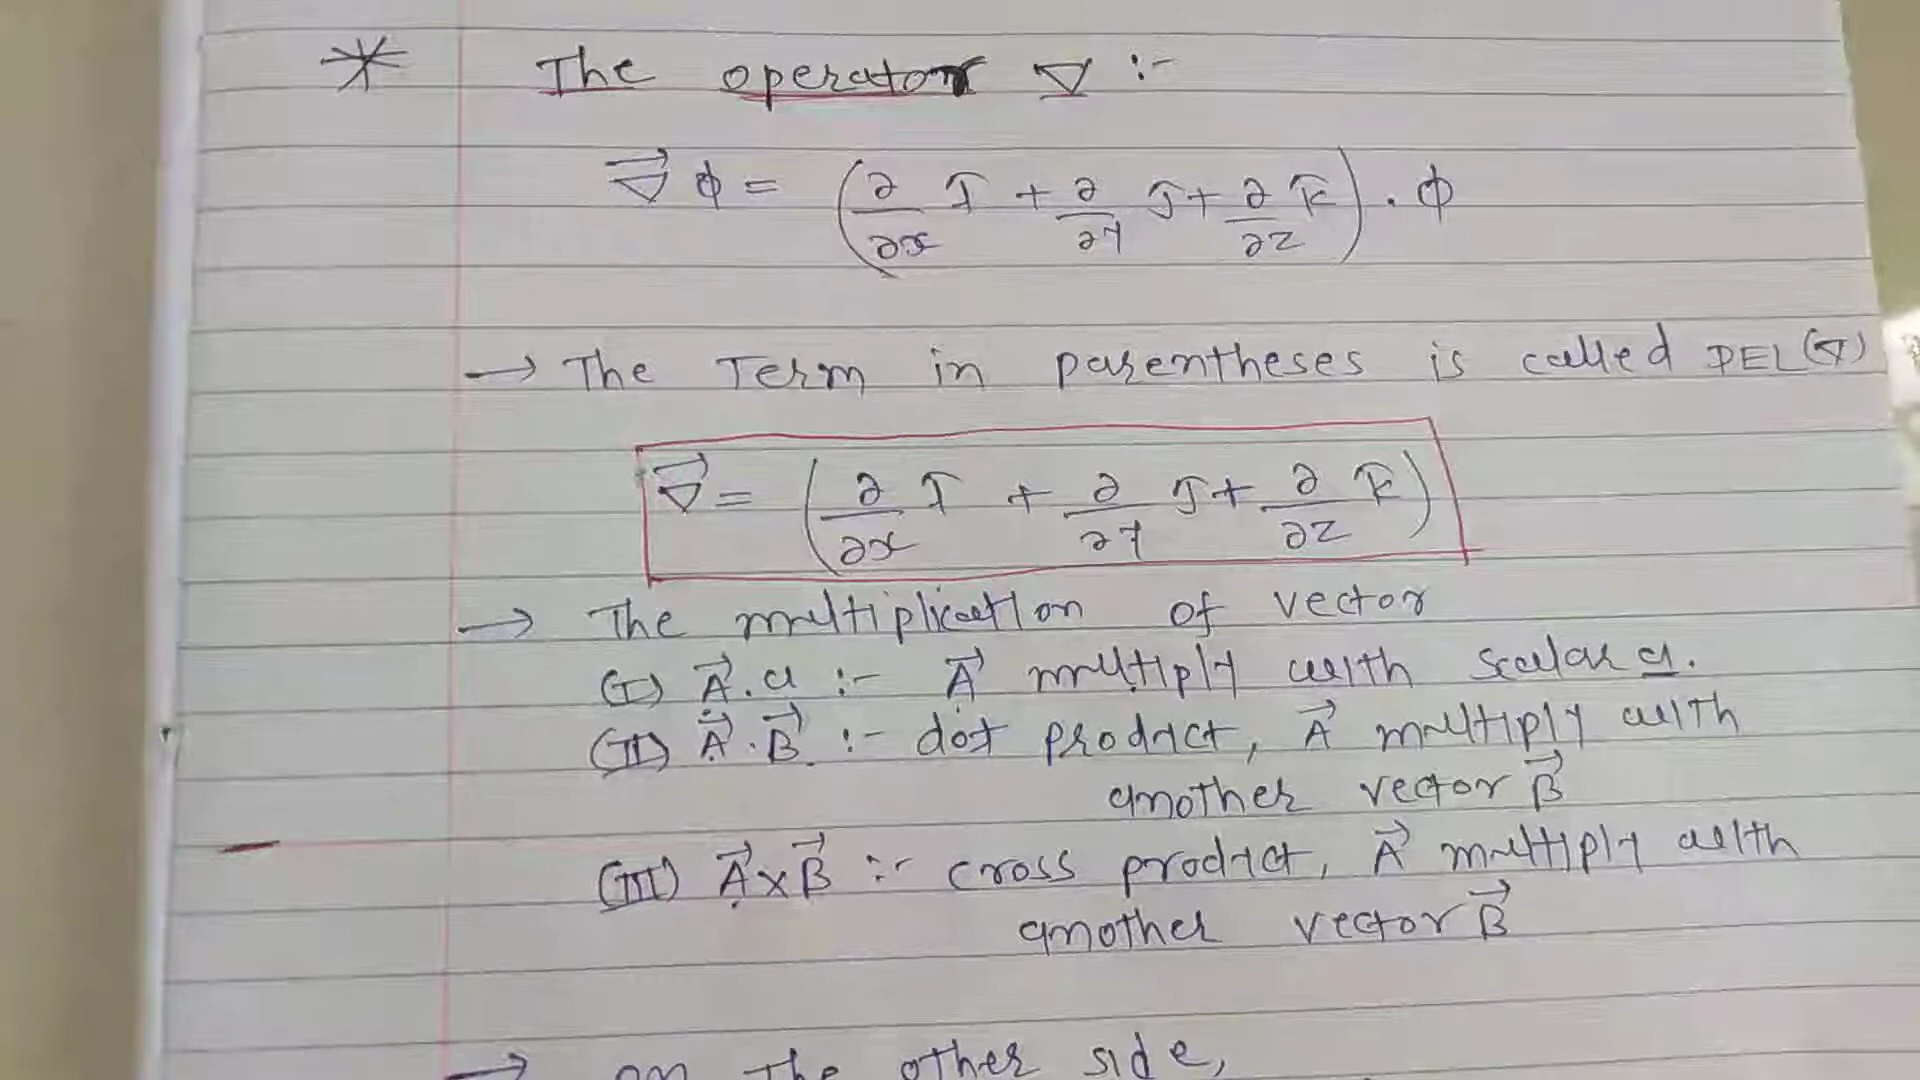 * The operator ∇ :-
∇⃗ ϕ = (∂/∂x î + ∂/∂y ĵ + ∂/∂z k̂) . ϕ
→ The Term in parentheses is called DEL(∇)
∇⃗ = (∂/∂x î + ∂/∂y ĵ + ∂/∂z k̂)
→ The multiplication of vector
(I) A⃗.a :- A⃗ multiply with scalar a.
(II) A⃗.B⃗ :- dot product, A⃗ multiply with
another vector B⃗
(III) A⃗xB⃗ :- cross product, A⃗ multiply with
another vector B⃗
→ on the other side,